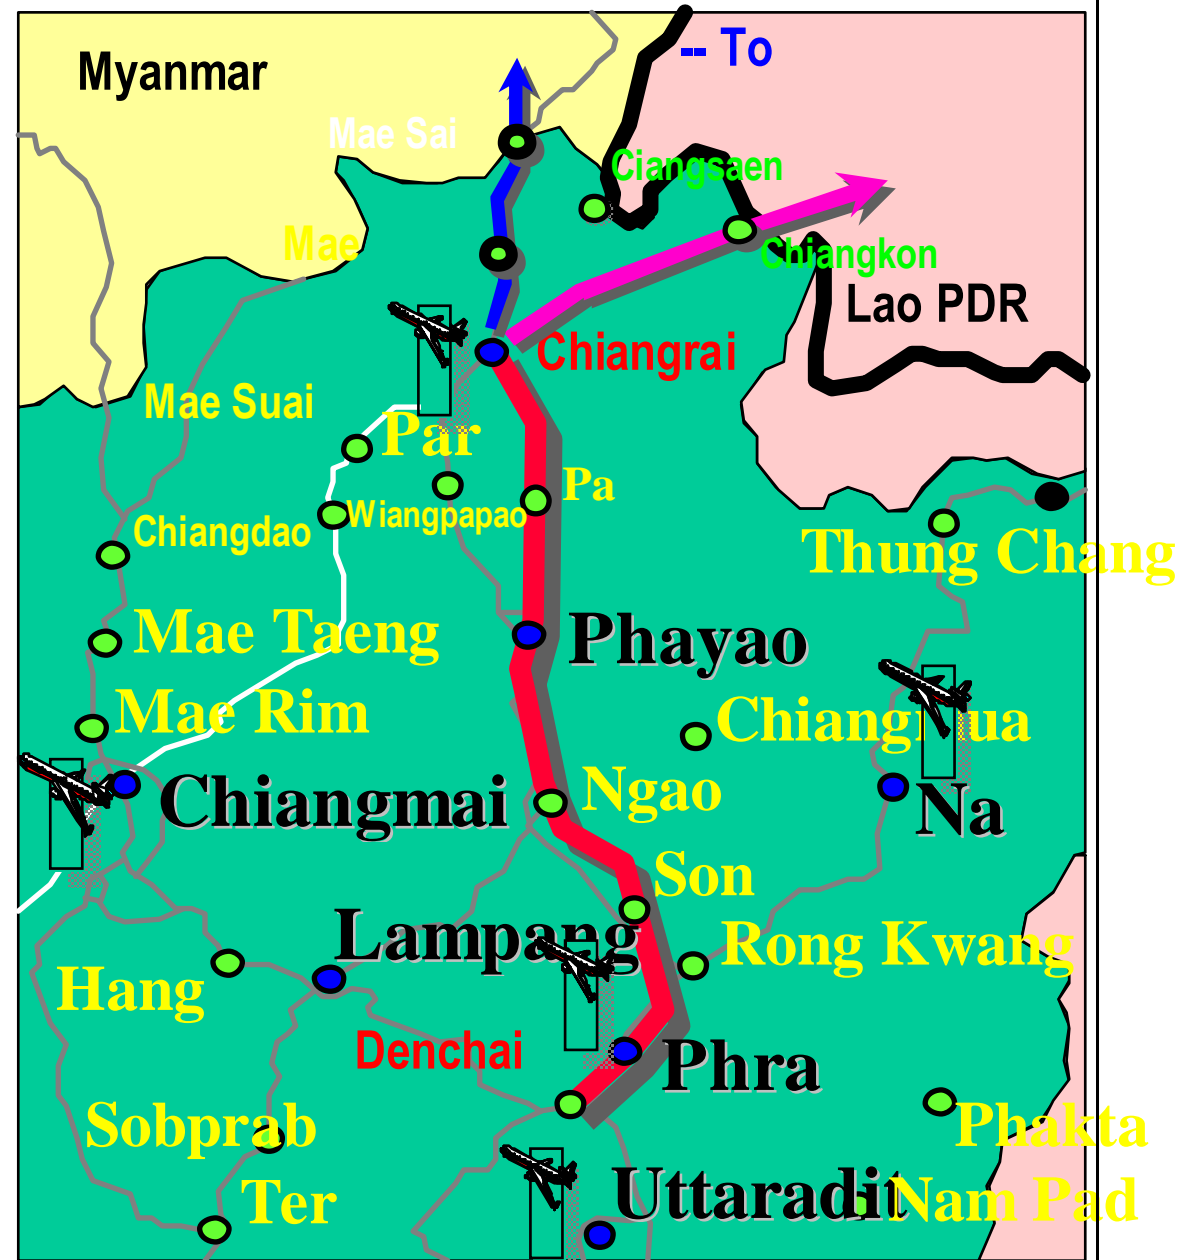 -- To
Myanmar
Mae Sai
Ciangsaen
Mae
Chiangkon
Lao PDR
Chiangrai
Mae Suai
Par
Pa
Wiangpapao
Chiangdao
Thung Chang
Mae Taeng
Phayao
Mae Rim
Ngao
Chiangmai
Na
Son
Lampang
Rong Kwang
Hang
Denchai
Phra
Sobprab
Phakta
Ter
Uttaradit
Nam Pad